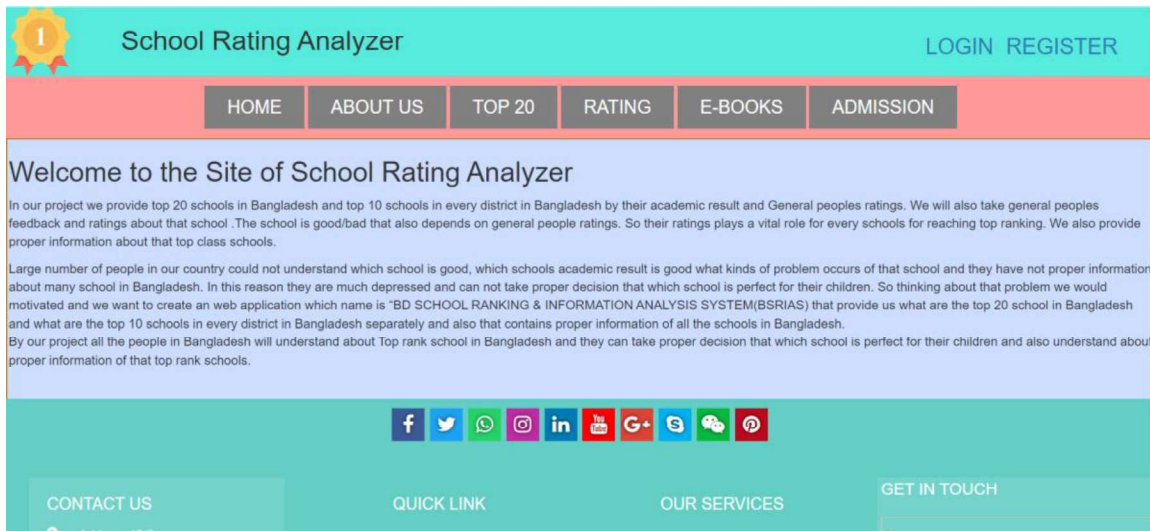 1
School Rating Analyzer
LOGIN REGISTER
HOME ABOUT US TOP 20 RATING E-BOOKS ADMISSION
Welcome to the Site of School Rating Analyzer
In our project we provide top 20 schools in Bangladesh and top 10 schools in every district in Bangladesh by their academic result and General peoples ratings. We will also take general peoples
feedback and ratings about that school .The school is good/bad that also depends on general people ratings. So their ratings plays a vital role for every schools for reaching top ranking. We also provide
proper information about that top class schools.
Large number of people in our country could not understand which school is good, which schools academic result is good what kinds of problem occurs of that school and they have not proper information
about many school in Bangladesh. In this reason they are much depressed and can not take proper decision that which school is perfect for their children. So thinking about that problem we would
motivated and we want to create an web application which name is “BD SCHOOL RANKING & INFORMATION ANALYSIS SYSTEM(BSRIAS) that provide us what are the top 20 school in Bangladesh
and what are the top 10 schools in every district in Bangladesh separately and also that contains proper information of all the schools in Bangladesh.
By our project all the people in Bangladesh will understand about Top rank school in Bangladesh and they can take proper decision that which school is perfect for their children and also understand about
proper information of that top rank schools.
f in You Tube G+ S
CONTACT US QUICK LINK OUR SERVICES GET IN TOUCH